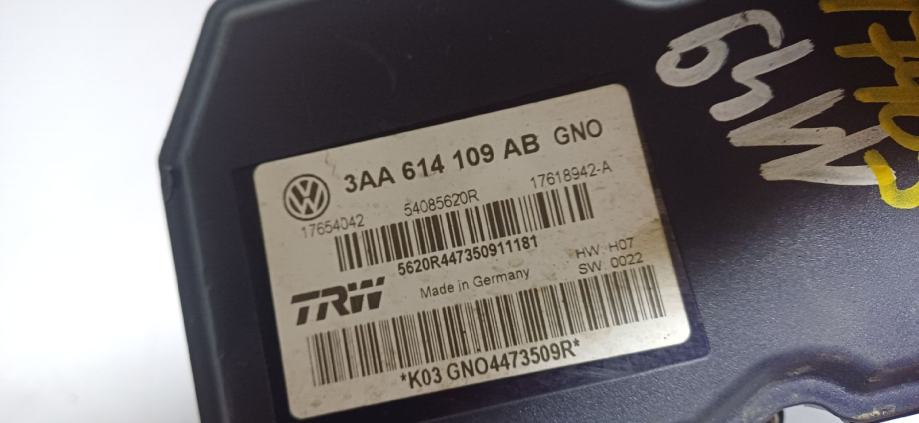 3AA 614 109 AB GNO
17654042 54085620R 17618942-A
5620R447350911181
TRW Made in Germany HW H07
SW 0022
*K03 GNO4473509R*
M49